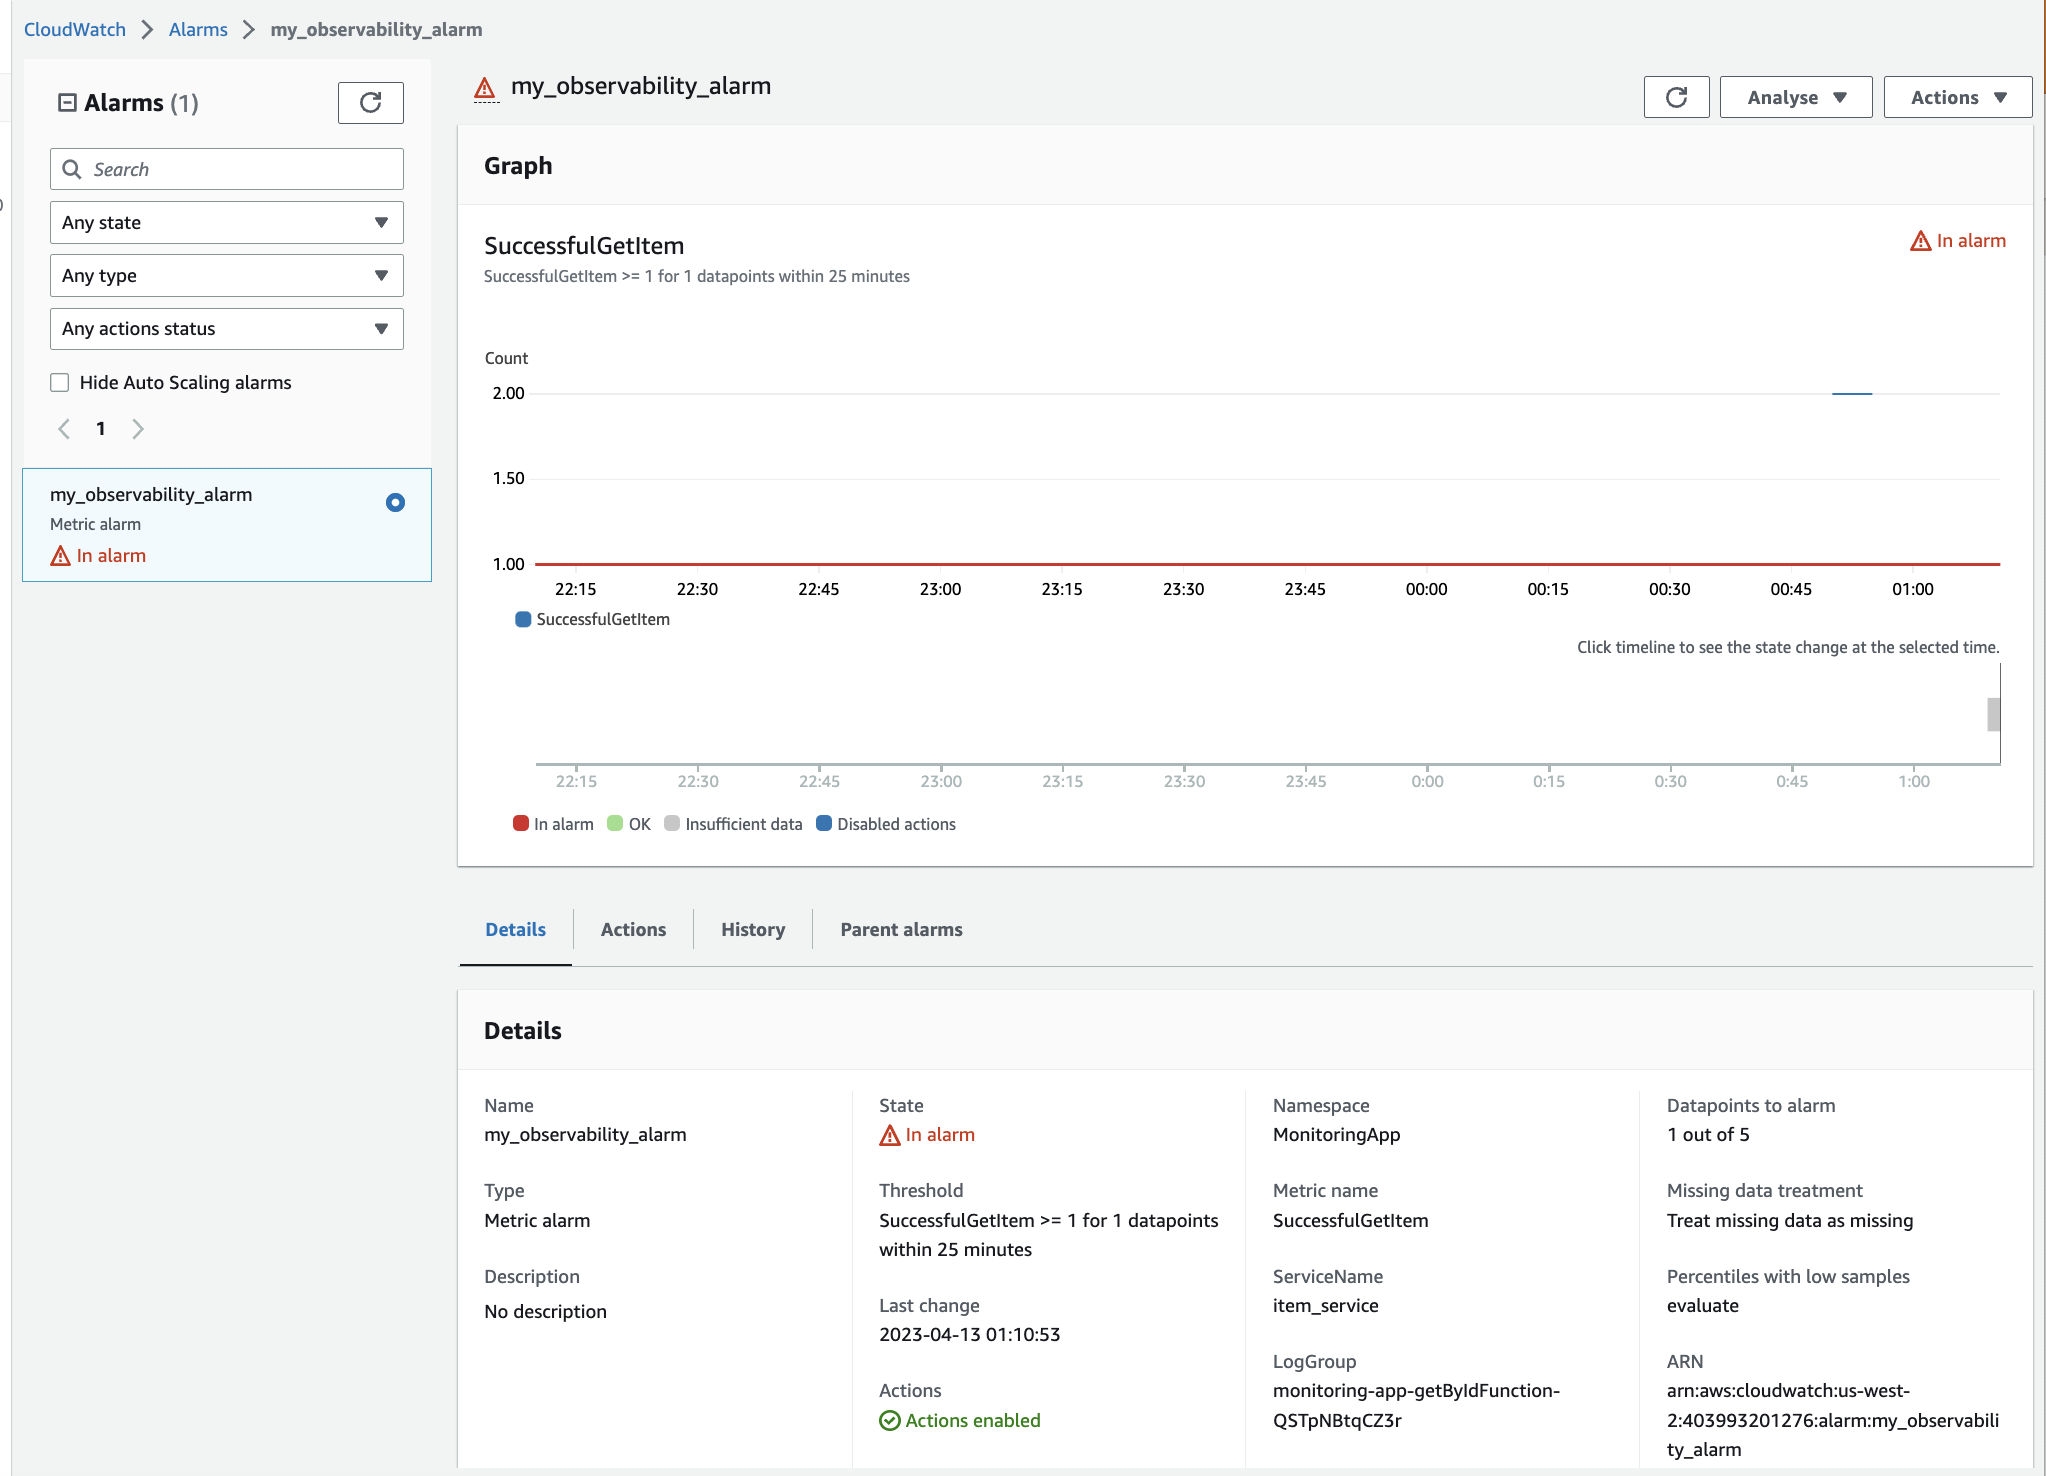 CloudWatch > Alarms > my_observability_alarm
Alarms (1)
Search
Any state
Any type
Any actions status
Hide Auto Scaling alarms
1
my_observability_alarm
Metric alarm
In alarm
my_observability_alarm
Analyse
Actions
Graph
SuccessfulGetItem
In alarm
SuccessfulGetItem >= 1 for 1 datapoints within 25 minutes
Count
2.00
1.50
1.00
22:15 22:30 22:45 23:00 23:15 23:30 23:45 00:00 00:15 00:30 00:45 01:00
SuccessfulGetItem
Click timeline to see the state change at the selected time.
22:15 22:30 22:45 23:00 23:15 23:30 23:45 0:00 0:15 0:30 0:45 1:00
In alarm OK Insufficient data Disabled actions
Details Actions History Parent alarms
Details
Name
my_observability_alarm
Type
Metric alarm
Description
No description
State
In alarm
Threshold
SuccessfulGetItem >= 1 for 1 datapoints
within 25 minutes
Last change
2023-04-13 01:10:53
Actions
Actions enabled
Namespace
MonitoringApp
Metric name
SuccessfulGetItem
ServiceName
item_service
LogGroup
monitoring-app-getByIdFunction-
QSTpNBtqCZ3r
Datapoints to alarm
1 out of 5
Missing data treatment
Treat missing data as missing
Percentiles with low samples
evaluate
ARN
arn:aws:cloudwatch:us-west-
2:403993201276:alarm:my_observabili
ty_alarm